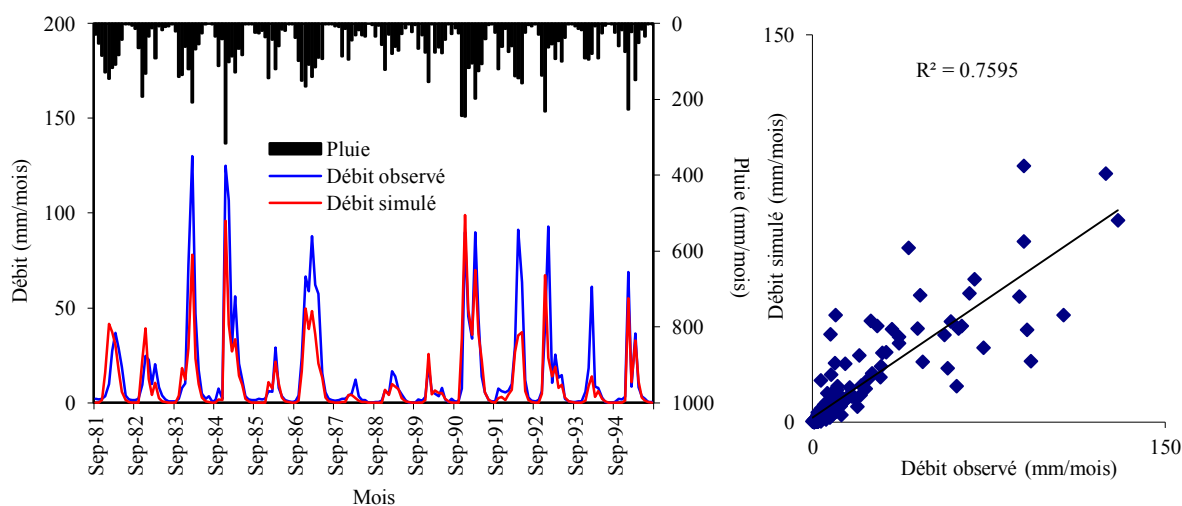 200
150
100
50
0
Débit (mm/mois)
0
200
400
600
800
1000
Pluie (mm/mois)
Pluie
Débit observé
Débit simulé
Sep-81
Sep-82
Sep-83
Sep-84
Sep-85
Sep-86
Sep-87
Sep-88
Sep-89
Sep-90
Sep-91
Sep-92
Sep-93
Sep-94
Mois
150
0
Débit simulé (mm/mois)
R² = 0.7595
0
150
Débit observé (mm/mois)